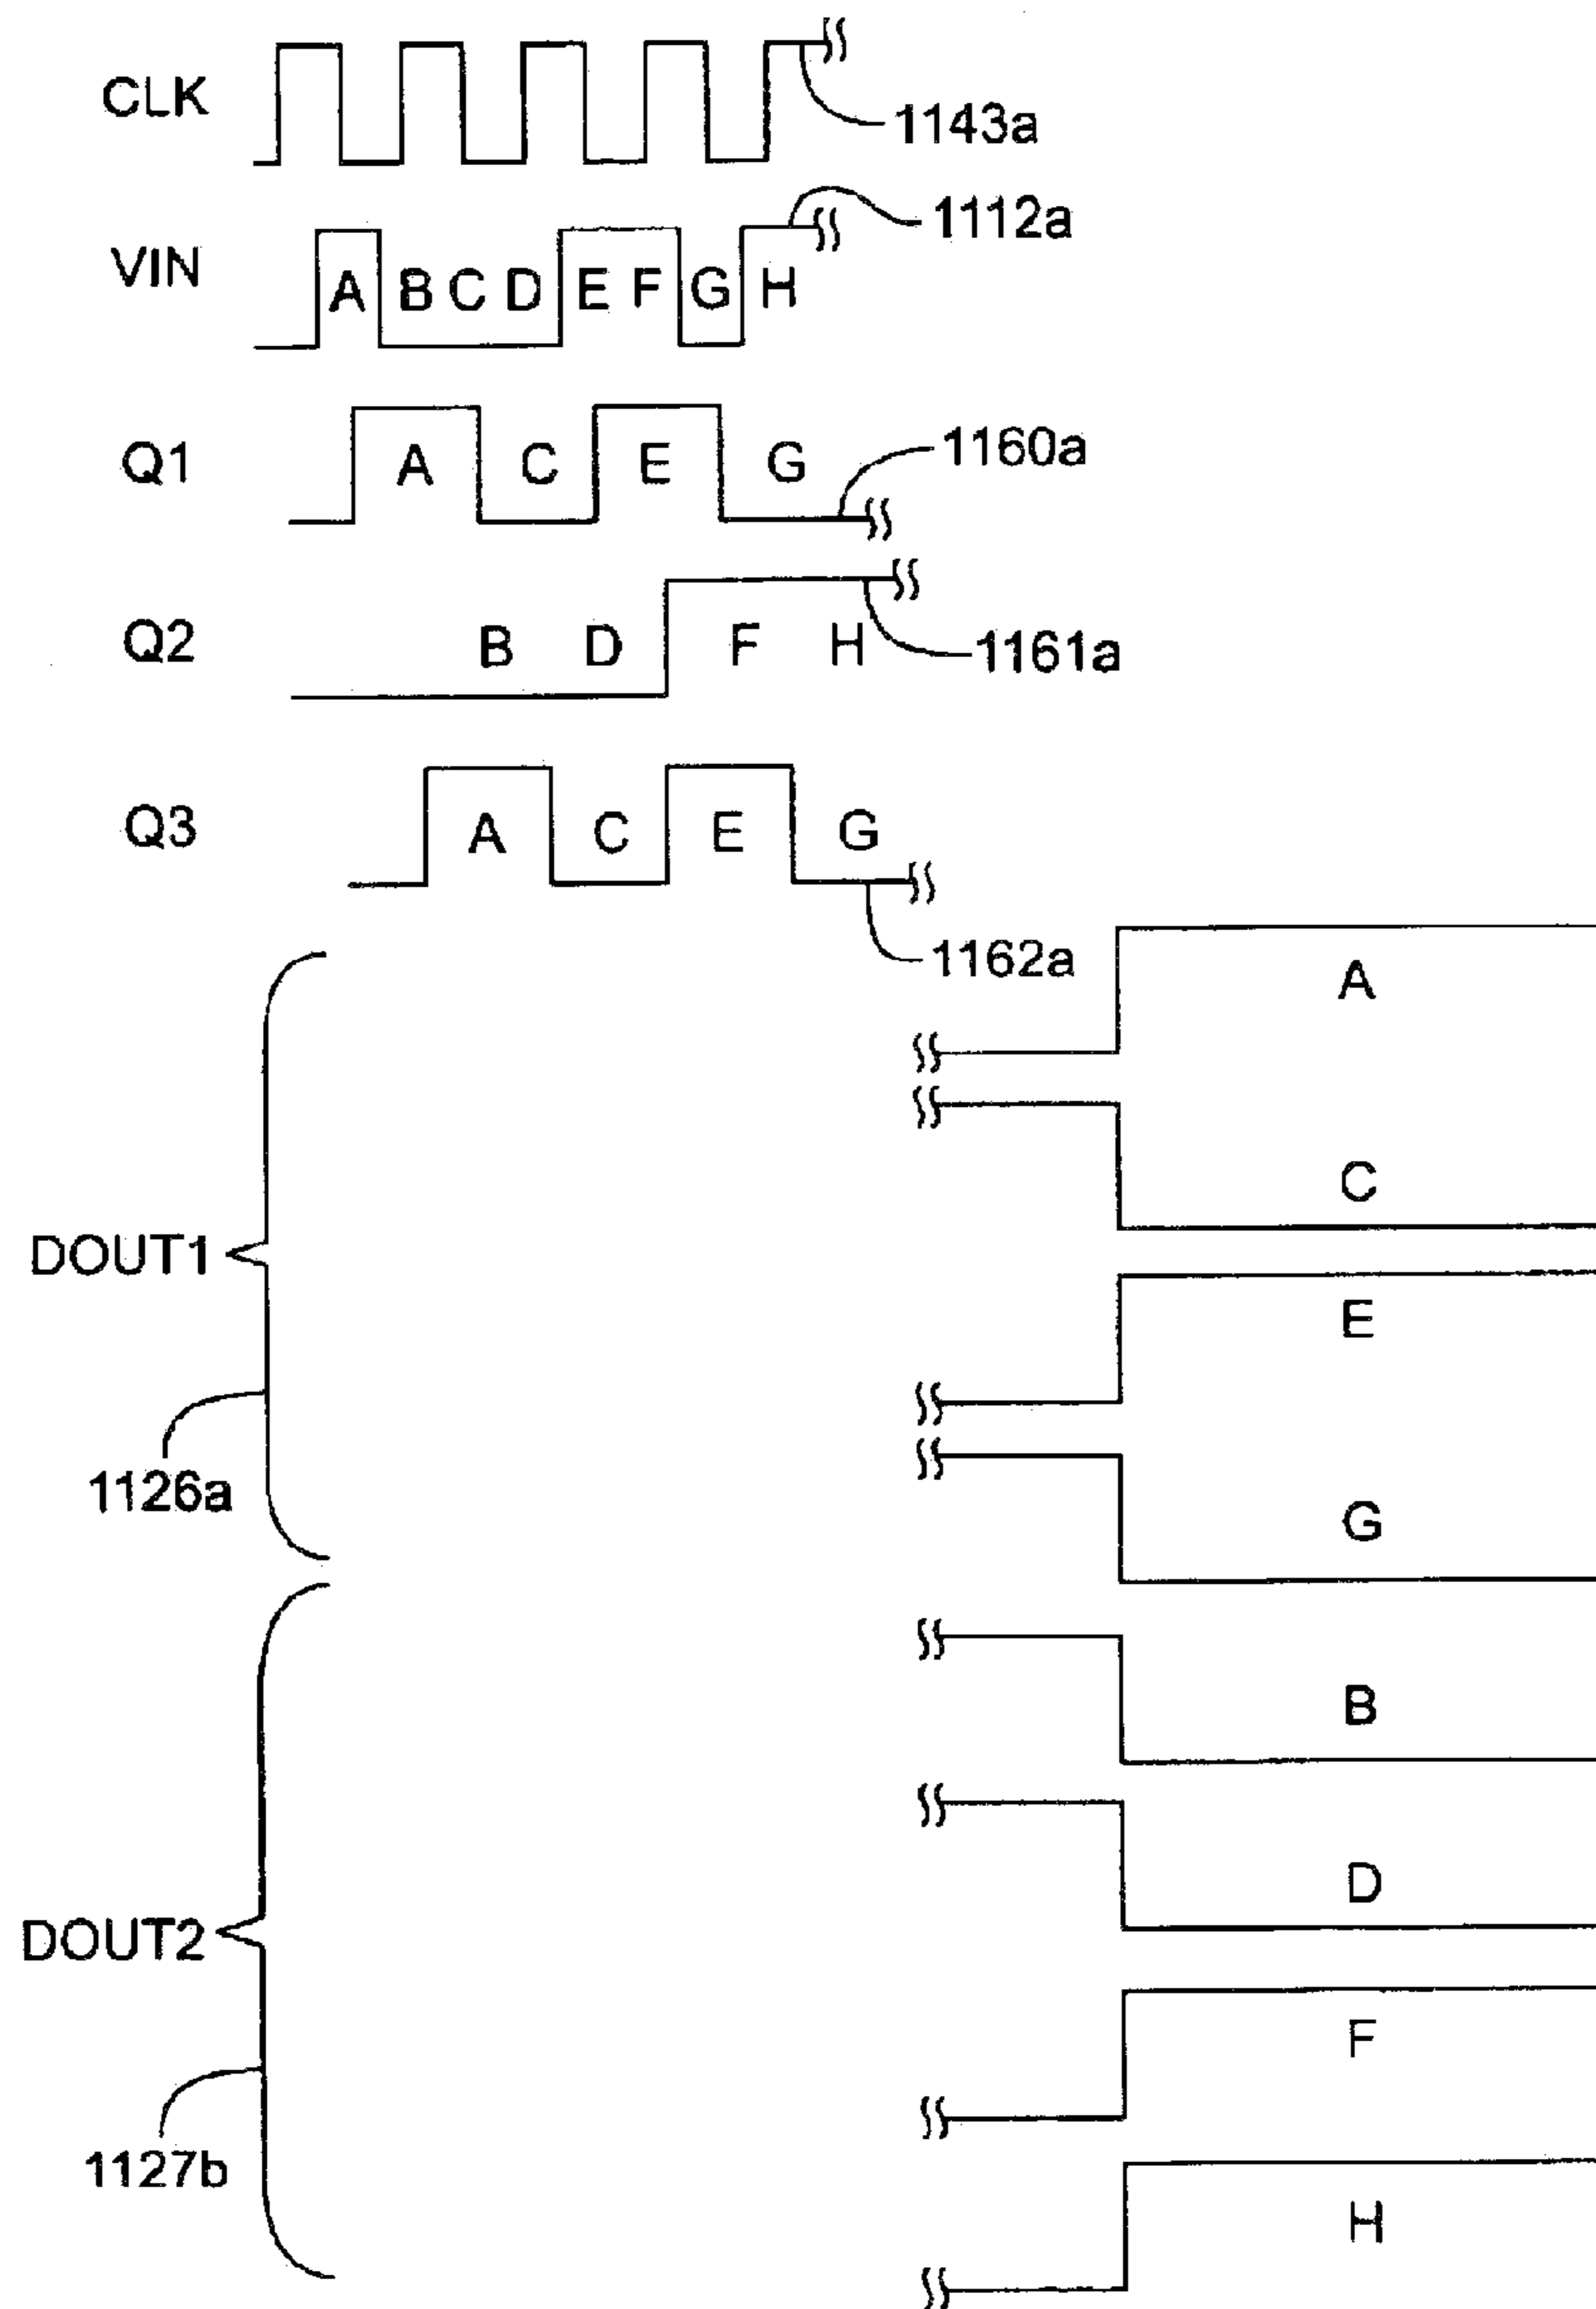 CLK
1143a
1112a
VIN
A B C D E F G H
Q1
A C E G
1160a
Q2
B D F H
1161a
Q3
A C E G
1162a
A
C
DOUT1
E
1126a
G
B
D
DOUT2
F
1127b
H